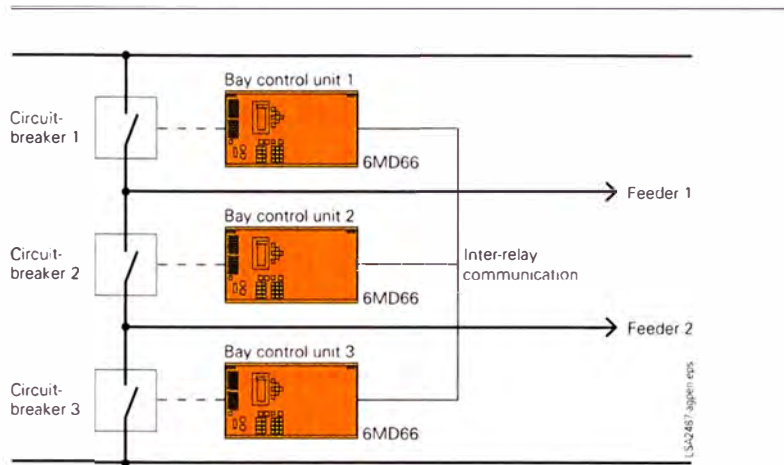 Bay control unit 1
Circuit-
breaker 1
6MD66
Feeder 1
Bay control unit 2
Circuit-
breaker 2
Inter-relay
communication
6MD66
Feeder 2
Bay control unit 3
Circuit-
breaker 3
6MD66
LSA2487-agpen.eps